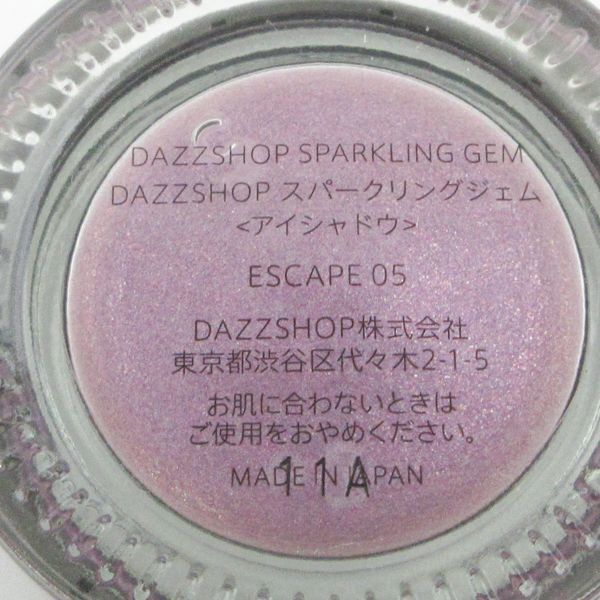 DAZZSHOP SPARKLING GEM
DAZZSHOP スパークリングジェム
<アイシャドウ>
ESCAPE 05
DAZZSHOP株式会社
東京都渋谷区代々木2-1-5
お肌に合わないときは
ご使用をおやめください。
MADE IN JAPAN
11A